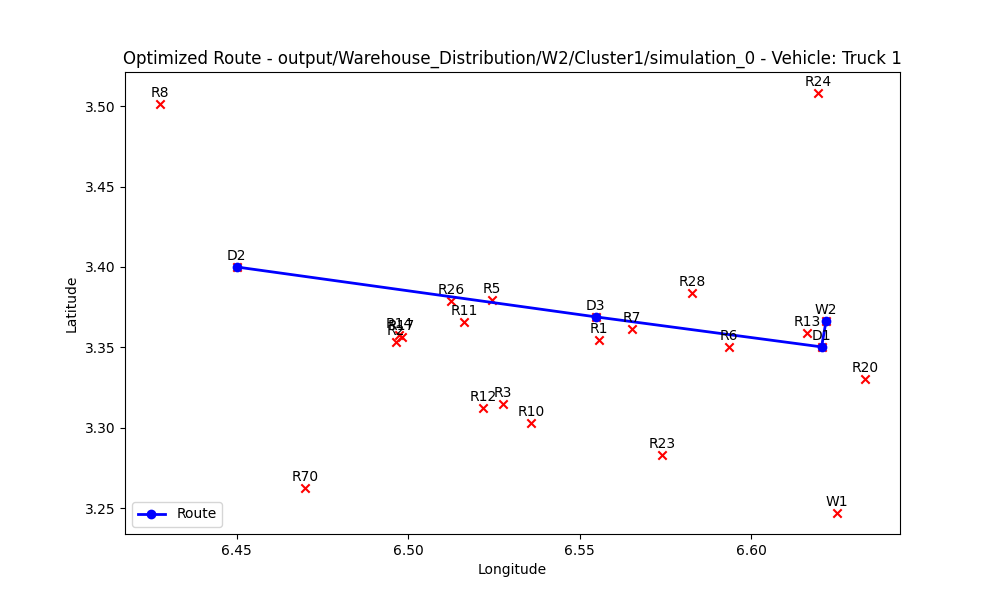 Optimized Route - output/Warehouse_Distribution/W2/Cluster1/simulation_0 - Vehicle: Truck 1
R8
R24
3.50
3.45
D2
3.40
R26
R5
R28
D3
W2
R11
R13
R14
R7
R1
R6
D1
3.35
R20
R12
R3
R10
3.30
R23
R70
W1
3.25
Route
6.45
6.50
6.55
6.60
Longitude
Latitude